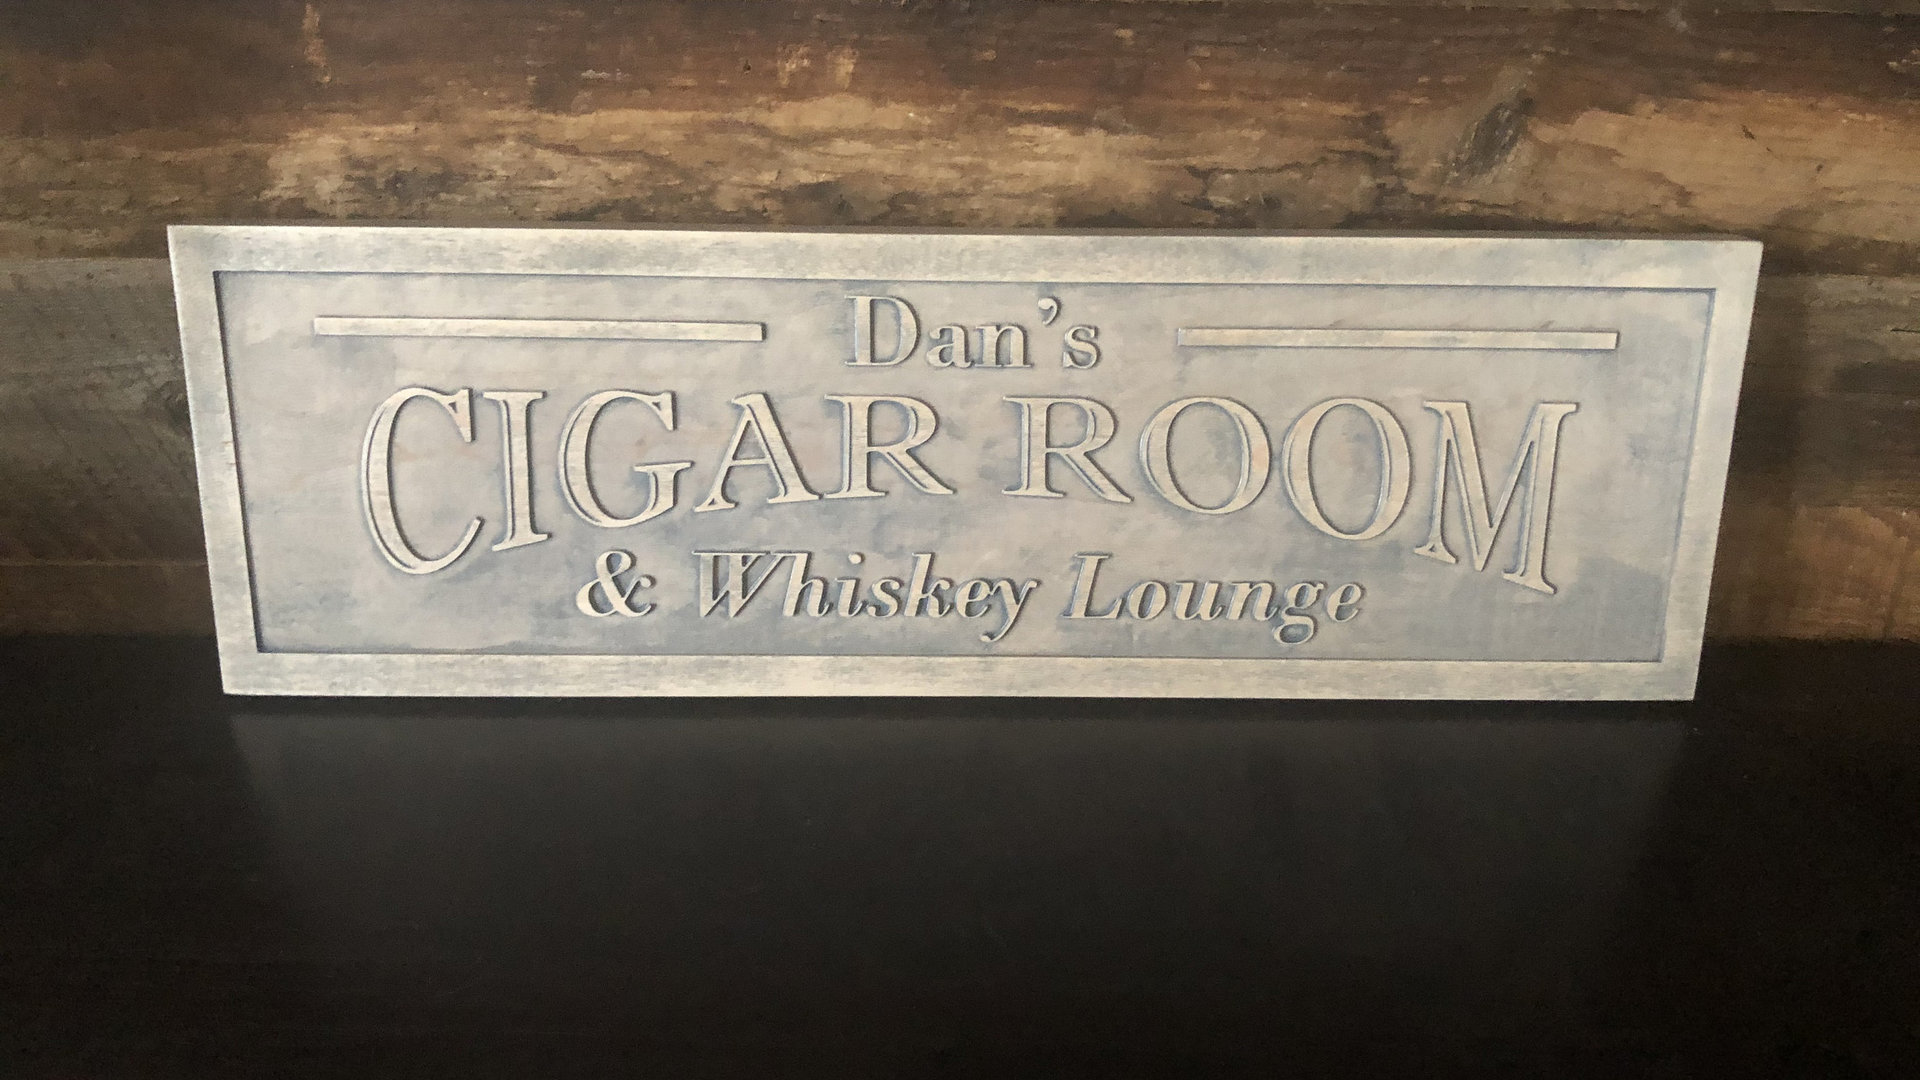 Dan's
CIGAR ROOM
& Whiskey Lounge